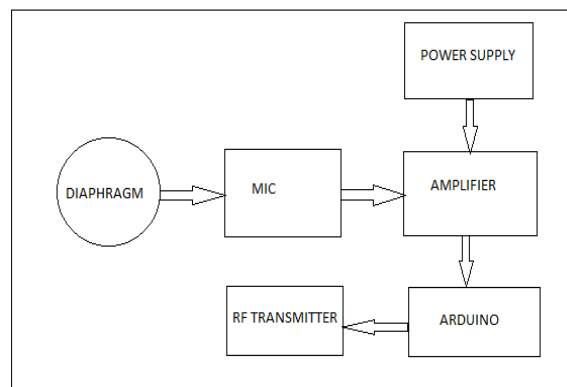 POWER SUPPLY
DIAPHRAGM
MIC
AMPLIFIER
RF TRANSMITTER
ARDUINO